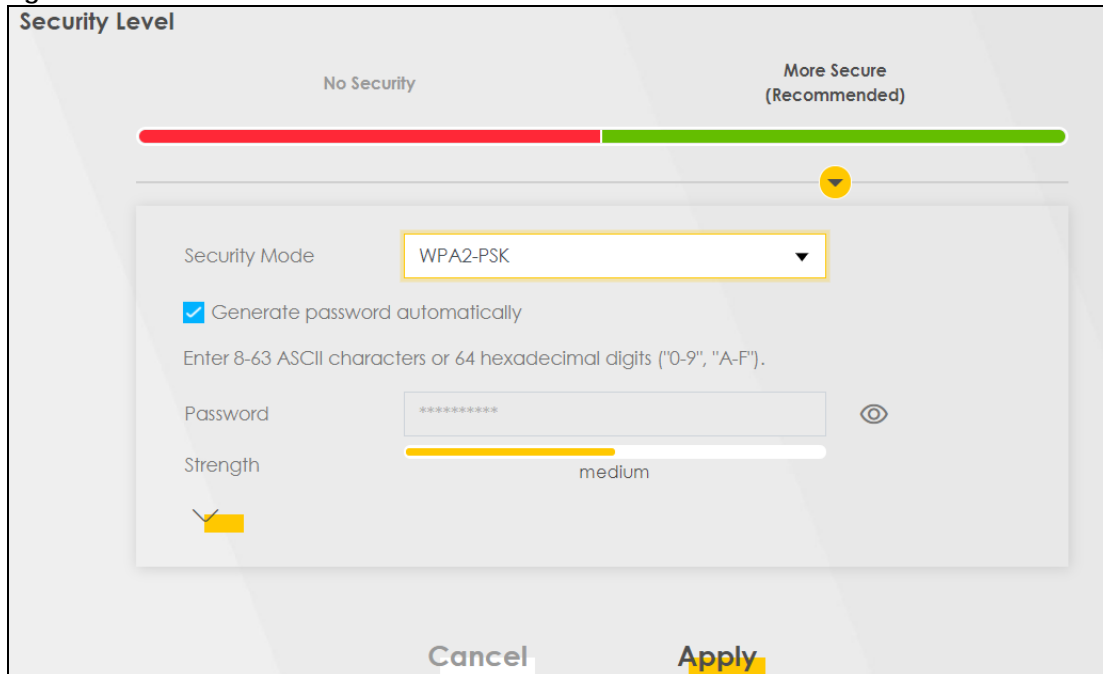 Security Level
No Security
More Secure
(Recommended)
Security Mode
WPA2-PSK
Generate password automatically
Enter 8-63 ASCII characters or 64 hexadecimal digits ("0-9", "A-F").
Password
**********
Strength
medium
Cancel
Apply